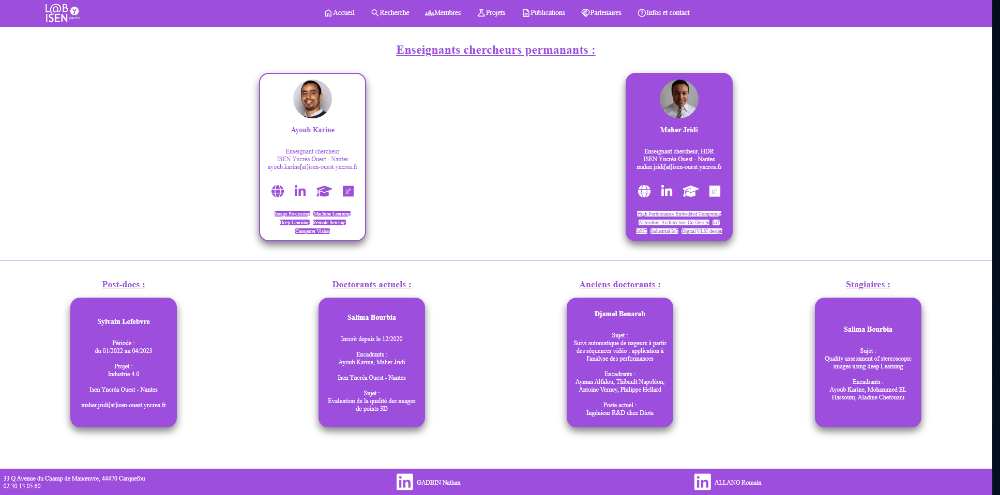 L@B
ISEN yncréa
Accueil
Recherche
Membres
Projets
Publications
Partenaires
Infos et contact
Enseignants chercheurs permanants :
Ayoub Karine
Enseignant chercheur
ISEN Yncréa Ouest - Nantes
ayoub.karine[at]isen-ouest.yncrea.fr
in
RG
Image Processing Machine Learning
Deep Learning Remote Sensing
Computer Vision
Maher Jridi
Enseignant chercheur, HDR
ISEN Yncréa Ouest - Nantes
maher.jridi[at]isen-ouest.yncrea.fr
in
RG
High Performance Embedded Computing
Algorithm-Architecture Co-Design IoT
IoMT Industrial IoT Digital VLSI design
Post-docs :
Sylvain Lefebvre
Période :
du 01/2022 au 04/2023
Projet :
Industrie 4.0
Isen Yncréa Ouest - Nantes
maher.jridi[at]isen-ouest.yncrea.fr
Doctorants actuels :
Salima Bourbia
Inscrit depuis le 12/2020
Encadrants :
Ayoub Karine, Maher Jridi
Isen Yncréa Ouest - Nantes
Sujet :
Evaluation de la qualité des nuages
de points 3D
Anciens doctorants :
Djamel Benarab
Sujet :
Suivi automatique de nageurs à partir
des séquences vidéo : application à
l'analyse des performances
Encadrants :
Ayman Alfalou, Thibault Napoléon,
Antoine Verney, Philippe Hellard
Poste actuel :
Ingénieur R&D chez Diota
Stagiaires :
Salima Bourbia
Sujet :
Quality assessment of stereoscopic
images using deep Learning
Encadrants :
Ayoub Karine, Mohammed EL
Hassouni, Aladine Chetouani
33 Q Avenue du Champ de Manœuvre, 44470 Carquefou
02 30 13 05 60
in GADBIN Nathan
in ALLANO Romain